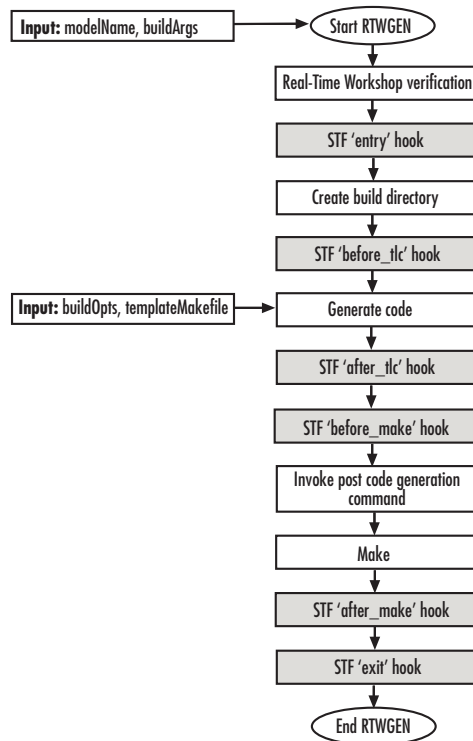 Input: modelName, buildArgs
Start RTWGEN
Real-Time Workshop verification
STF ‘entry’ hook
Create build directory
STF ‘before_tlc’ hook
Input: buildOpts, templateMakefile
Generate code
STF ‘after_tlc’ hook
STF ‘before_make’ hook
Invoke post code generation
command
Make
STF ‘after_make’ hook
STF ‘exit’ hook
End RTWGEN